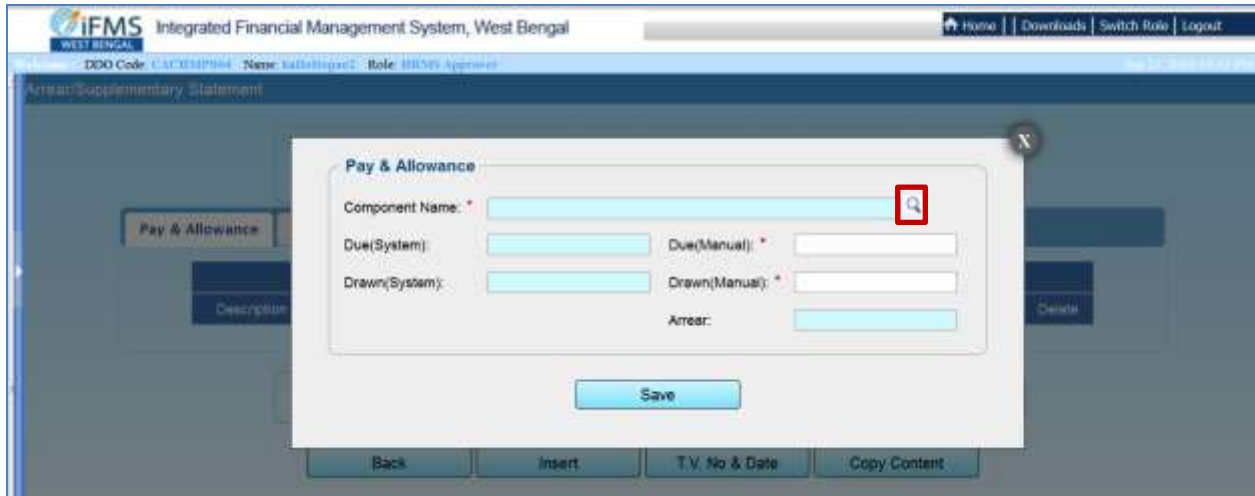 iFMS Integrated Financial Management System, West Bengal Home | | Downloads | Switch Role | Logout
WEST BENGAL
DDO Code: Name: Role: HRMS Approver
Arrear/Supplementary Statement
X
Pay & Allowance
Component Name: *
Pay & Allowance
Due(System): Due(Manual): *
Drawn(System): Drawn(Manual): *
Description Delete
Arrear:
Save
Back Insert T.V. No & Date Copy Content